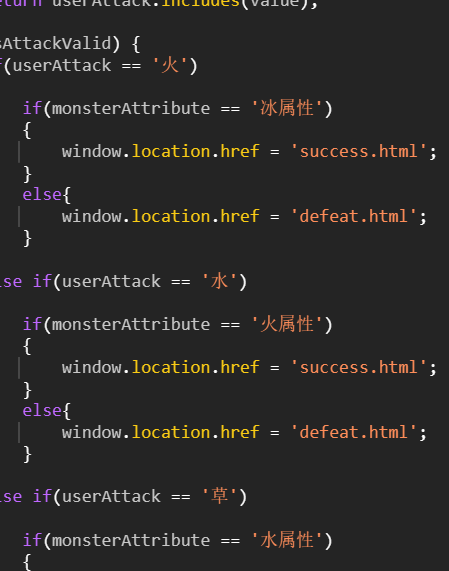 return userAttack.includes(value);
sAttackValid) {
f(userAttack == '火')
if(monsterAttribute == '冰属性')
{
window.location.href = 'success.html';
}
else{
window.location.href = 'defeat.html';
}
lse if(userAttack == '水')
if(monsterAttribute == '火属性')
{
window.location.href = 'success.html';
}
else{
window.location.href = 'defeat.html';
}
lse if(userAttack == '草')
if(monsterAttribute == '水属性')
{